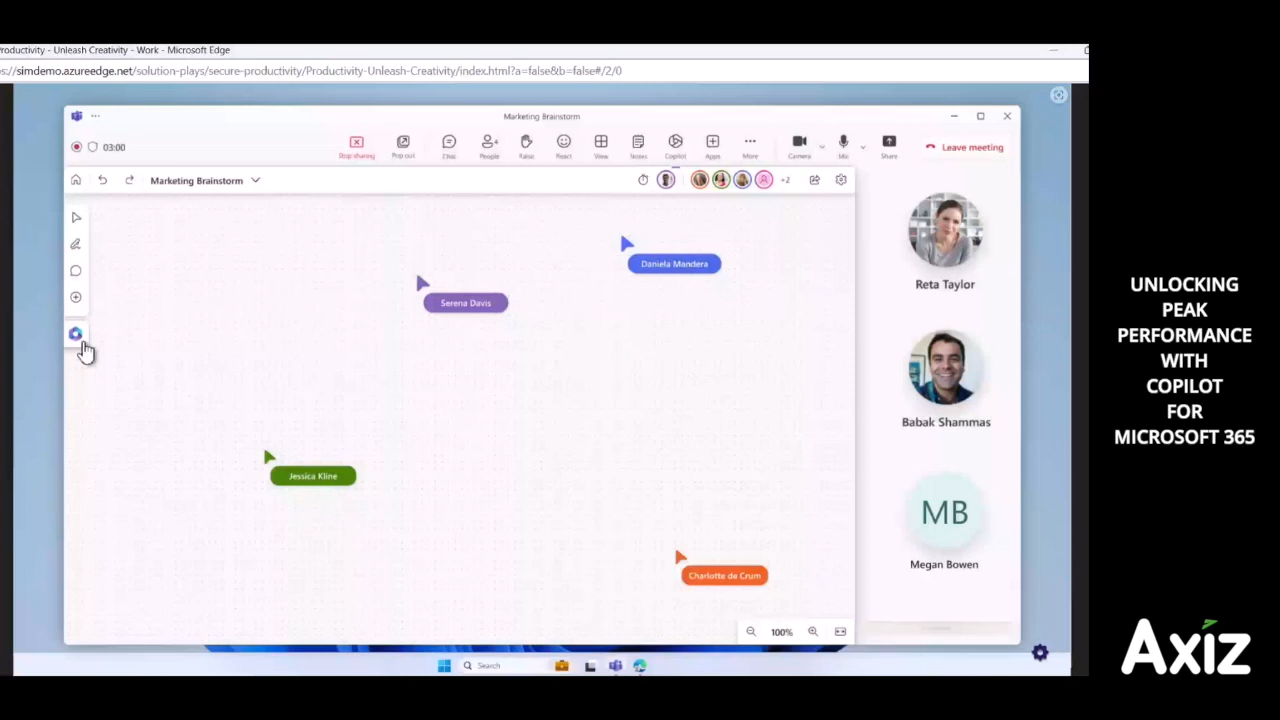 Productivity - Unleash Creativity - Work - Microsoft Edge
s://simdemo.azureedge.net/solution-plays/secure-productivity/Productivity-Unleash-Creativity/index.html?a=false&b=false#/2/0
Marketing Brainstorm
03:00
Stop sharing
Pop out
Chat
People
Raise
React
View
Notes
Copilot
Apps
More
Camera
Mic
Share
Leave meeting
Marketing Brainstorm
+2
Daniela Mandera
Serena Davis
Jessica Kline
Charlotte de Crum
Reta Taylor
Babak Shammas
MB
Megan Bowen
100%
Search
UNLOCKING
PEAK
PERFORMANCE
WITH
COPILOT
FOR
MICROSOFT 365
Axiz